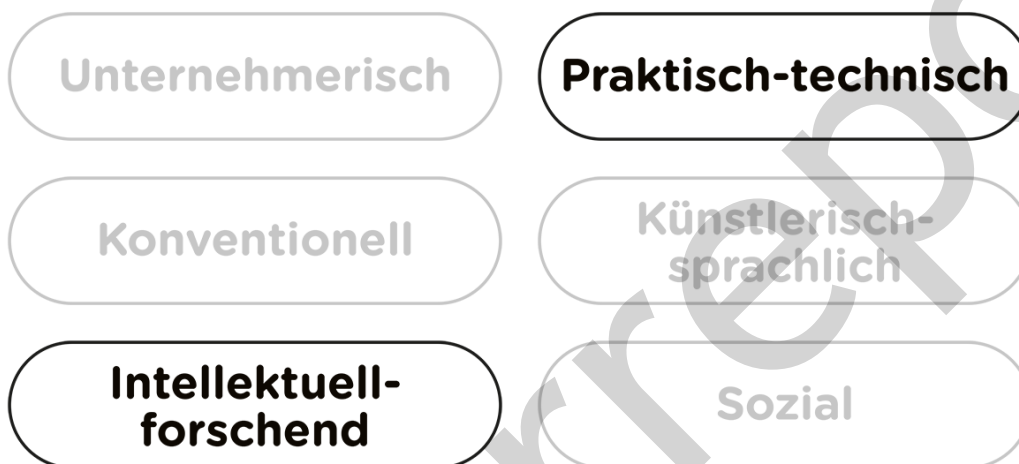 Unternehmerisch
Praktisch-technisch
Konventionell
Künstlerisch-
sprachlich
Intellektuell-
forschend
Sozial